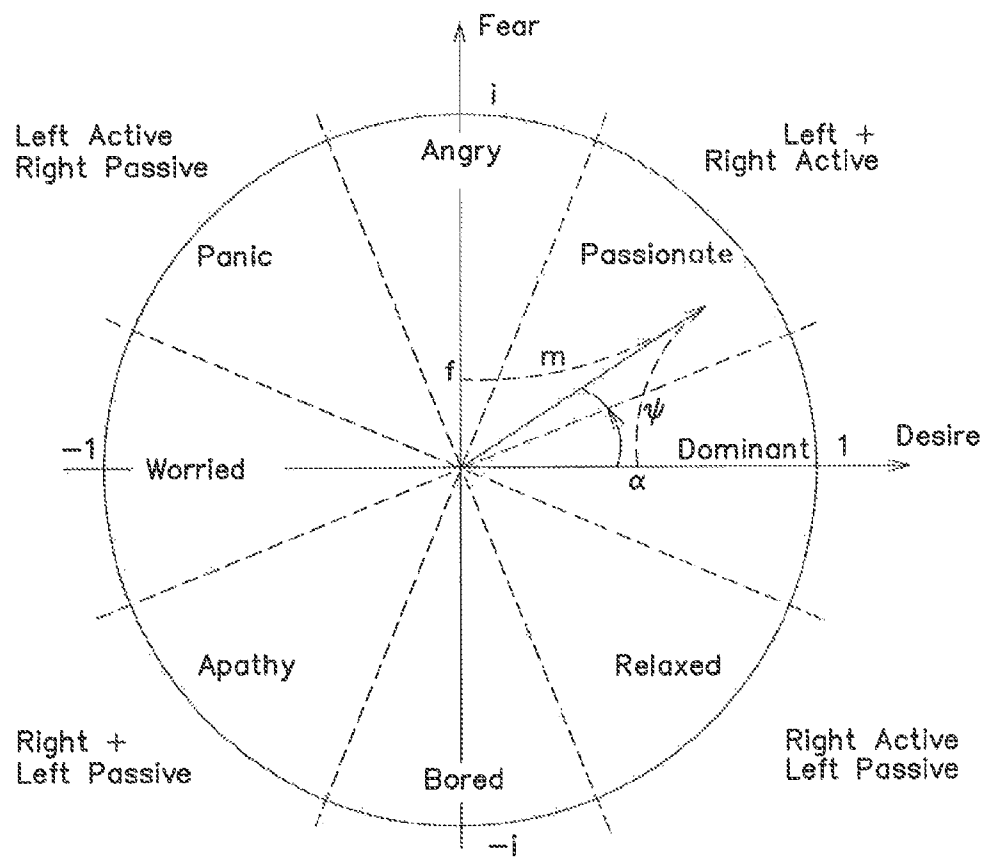 Fear
i
Left Active
Right Passive
Left +
Right Active
Angry
Panic
Passionate
m
f
ψ
-1
Worried
Dominant
1
Desire
α
Apathy
Relaxed
Right +
Left Passive
Bored
Right Active
Left Passive
-i